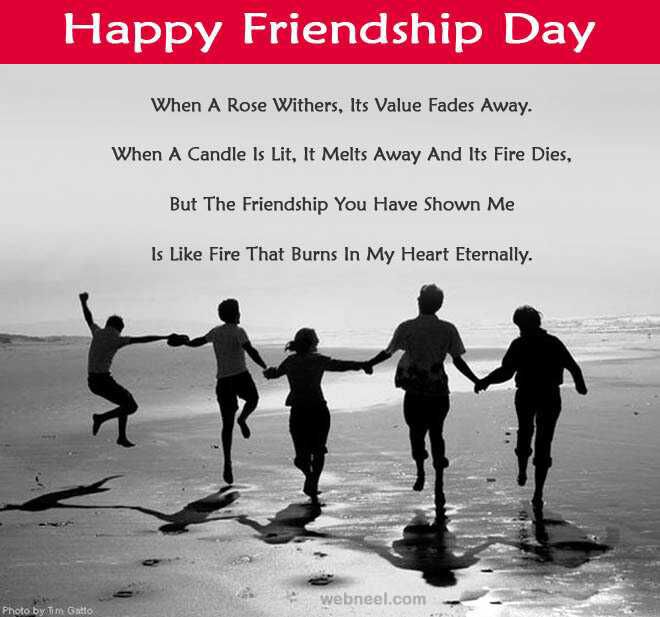 Happy Friendship Day
When A Rose Withers, Its Value Fades Away.
When A Candle Is Lit, It Melts Away And Its Fire Dies,
But The Friendship You Have Shown Me
Is Like Fire That Burns In My Heart Eternally.
webneel.com
Photo by Tim Gatto